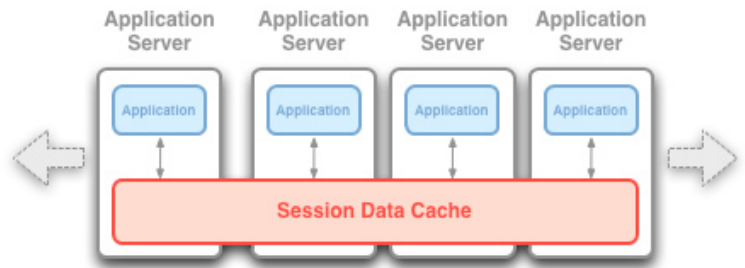 Application Server
Application Server
Application Server
Application Server
Application
Application
Application
Application
Session Data Cache